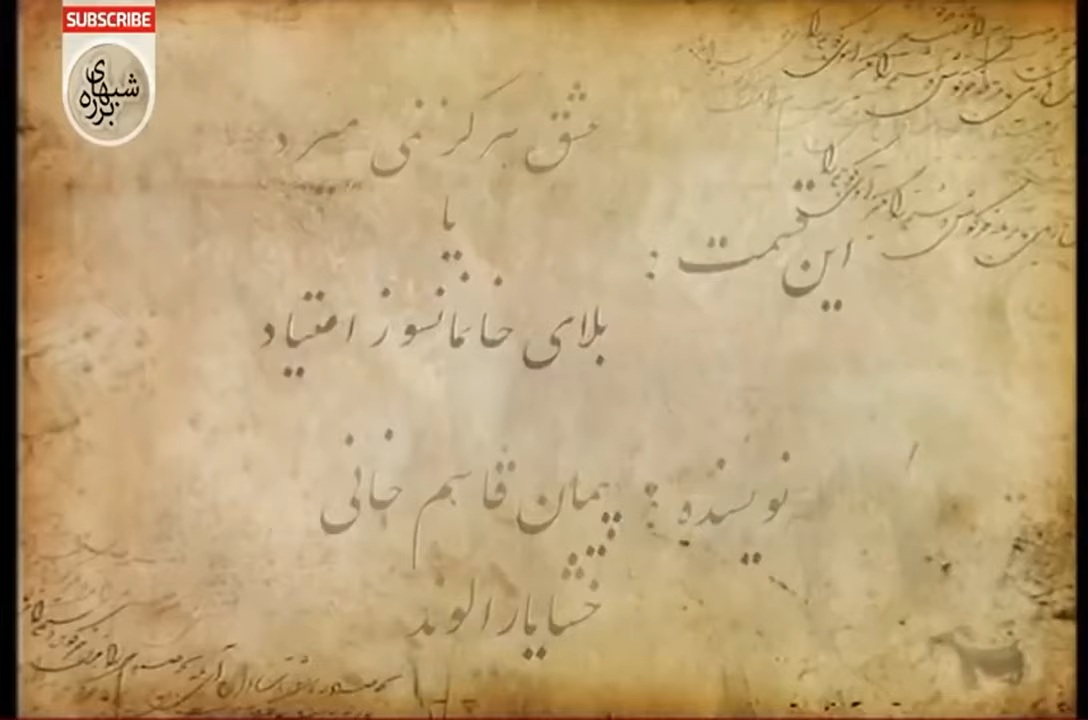 SUBSCRIBE
شبهای
برره
عشق هرگز نمی میرد
این قسمت :
یا
بلای خانمانسوز اعتیاد
نویسنده : پیمان قاسم خانی
خشایار الوند